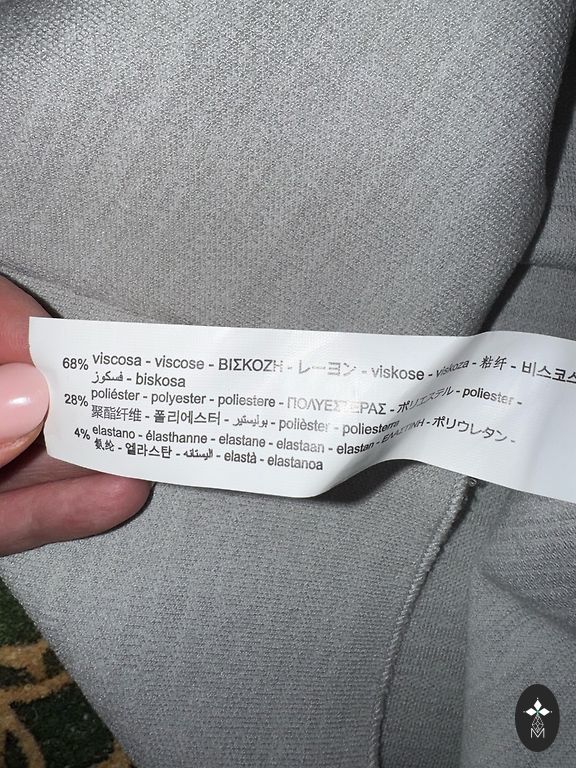 68% viscosa - viscose - ΒΙΣΚΟΖΗ - レーヨン - viskose - viskoza - 粘纤 - 비스코스
فسكوز - biskosa
28% poliéster - polyester - poliestere - ΠΟΛΥΕΣΤΕΡΑΣ - ポリエステル - poliester -
聚酯纤维 - 폴리에스터 - بوليستير - polièster - poliesterra
4% elastano - élasthanne - elastane - elastaan - elastan - ΕΛΑΣΤΙΝΗ - ポリウレタン -
氨纶 - 엘라스탄 - اليستانه - elastà - elastanoa
M